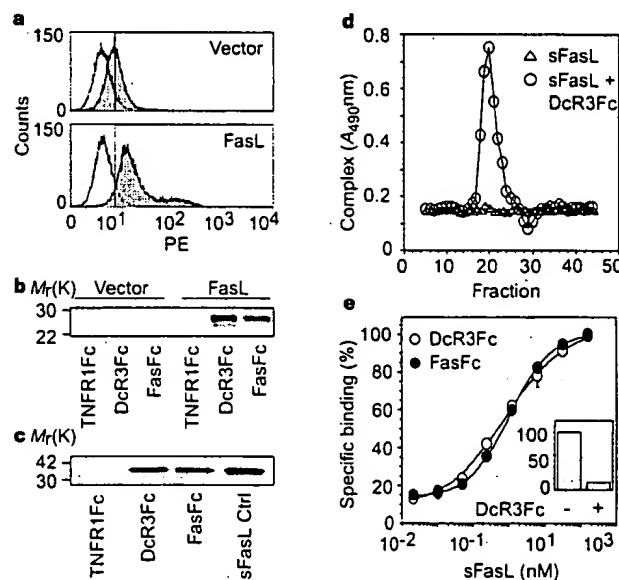 a
150
Vector
0
Counts
150
FasL
0
0 10¹ 10² 10³ 10⁴
PE
b Mr(K) Vector FasL
30
22
TNFR1Fc
DcR3Fc
FasFc
TNFR1Fc
DcR3Fc
FasFc
c Mr(K)
42
30
TNFR1Fc
DcR3Fc
FasFc
sFasL Ctrl
d
0.8
0.6
0.4
0.2
0
Complex (A490nm)
△ sFasL
○ sFasL +
DcR3Fc
0 10 20 30 40 50
Fraction
e
100
80
60
40
20
0
Specific binding (%)
○ DcR3Fc
● FasFc
100
50
0
DcR3Fc - +
10⁻² 10⁻¹ 10¹ 10³
sFasL (nM)